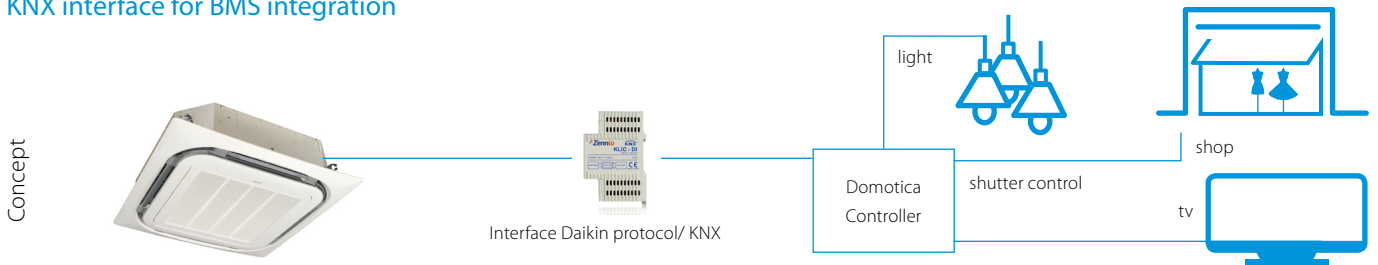 KNX interface for BMS integration
Concept
Zennio KNX
KLIC - DI
CE
Interface Daikin protocol/ KNX
Domotica
Controller
light
shutter control
shop
tv